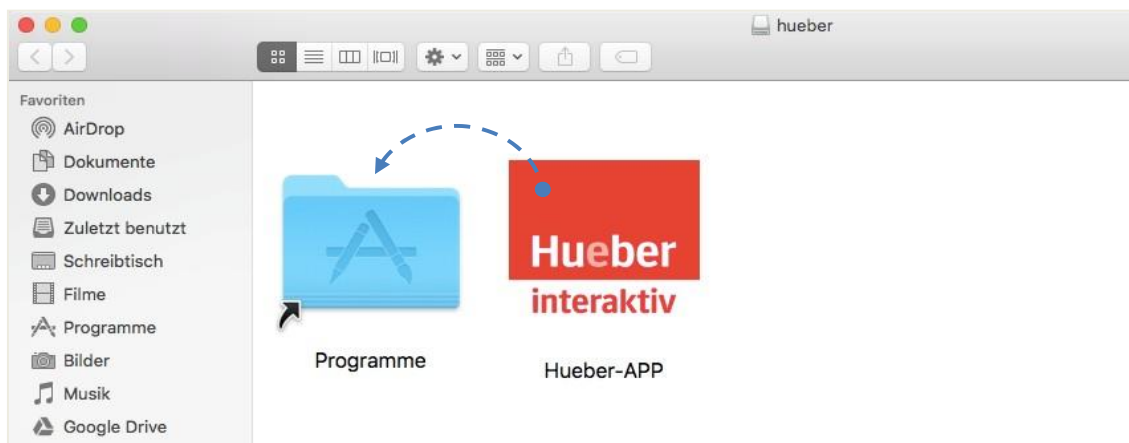 hueber
Favoriten
AirDrop
Dokumente
Downloads
Zuletzt benutzt
Schreibtisch
Filme
Programme
Bilder
Musik
Google Drive
Programme
Hueber
interaktiv
Hueber-APP